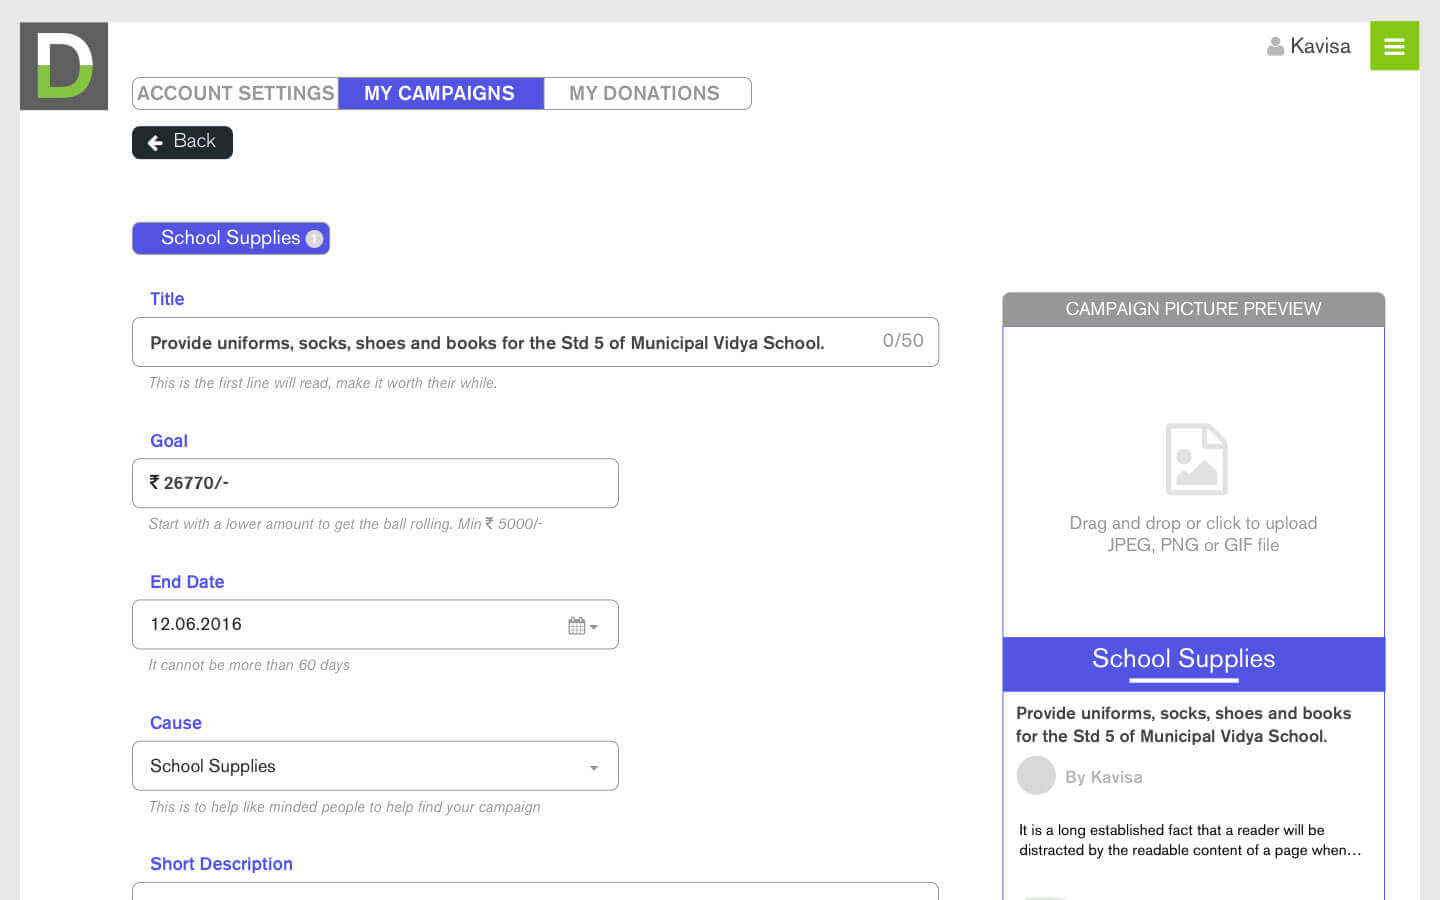 D
Kavisa
ACCOUNT SETTINGS
MY CAMPAIGNS
MY DONATIONS
Back
School Supplies 1
Title
Provide uniforms, socks, shoes and books for the Std 5 of Municipal Vidya School.
0/50
This is the first line will read, make it worth their while.
Goal
₹ 26770/-
Start with a lower amount to get the ball rolling. Min ₹ 5000/-
End Date
12.06.2016
It cannot be more than 60 days
Cause
School Supplies
This is to help like minded people to help find your campaign
Short Description
CAMPAIGN PICTURE PREVIEW
Drag and drop or click to upload
JPEG, PNG or GIF file
School Supplies
Provide uniforms, socks, shoes and books
for the Std 5 of Municipal Vidya School.
By Kavisa
It is a long established fact that a reader will be
distracted by the readable content of a page when...